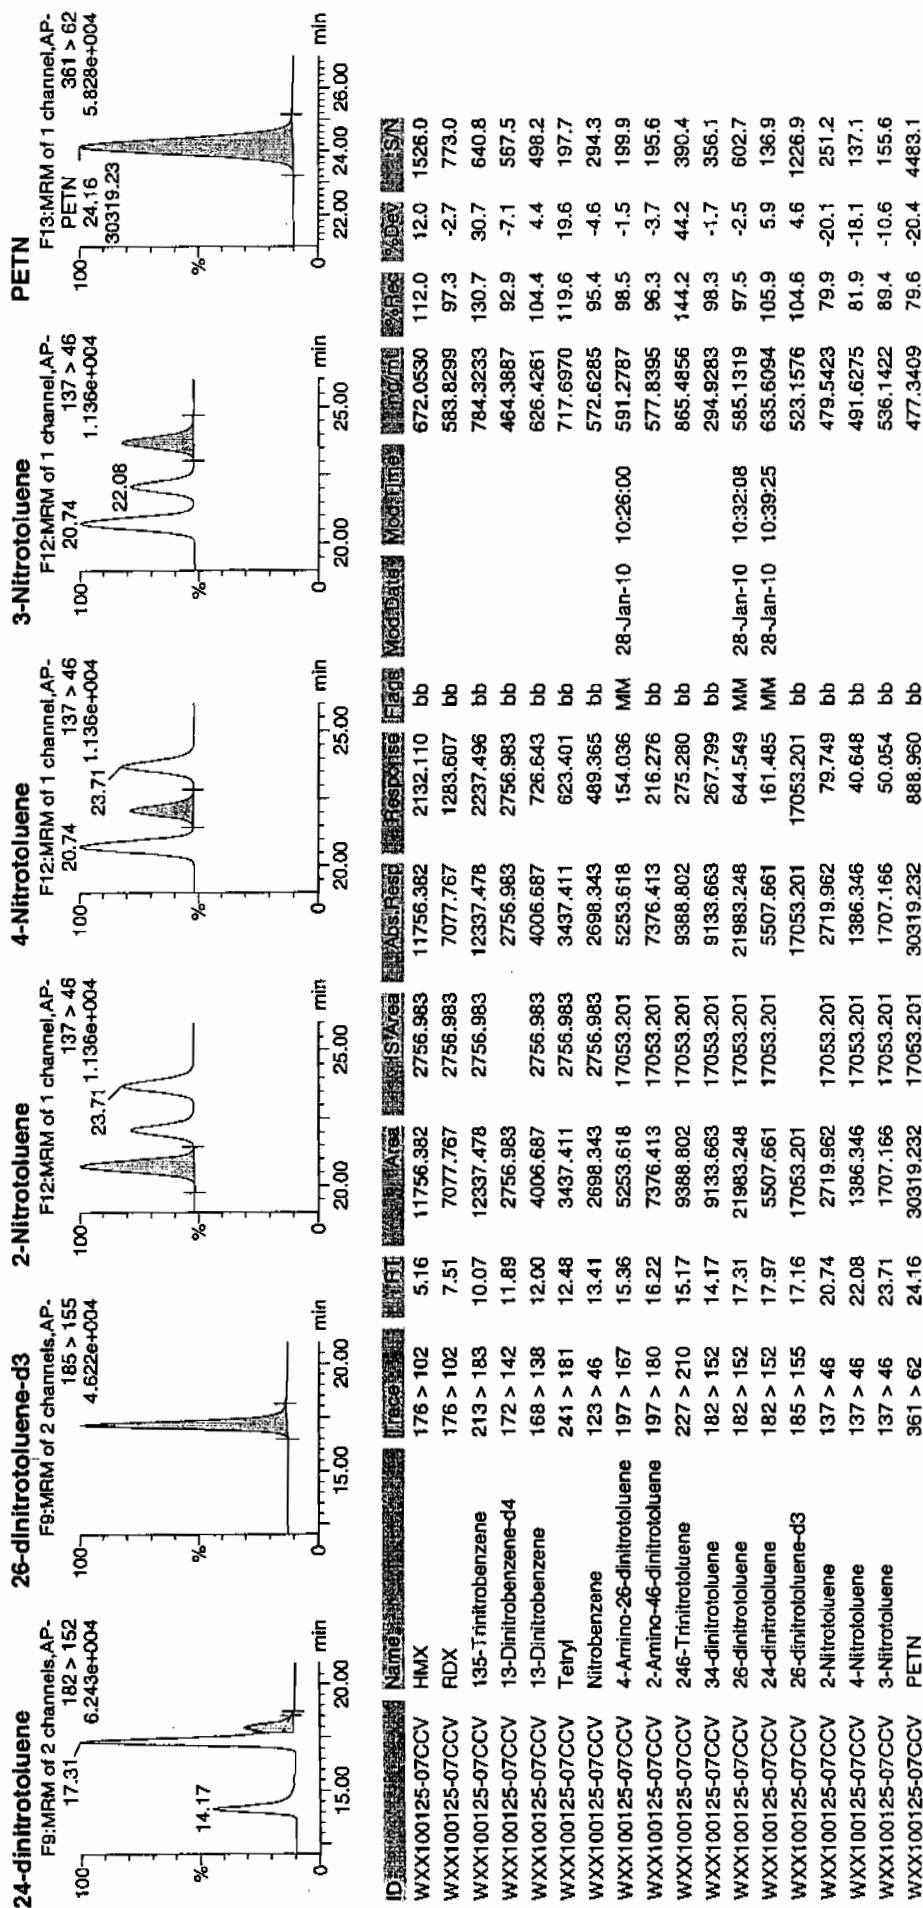 24-dinitrotoluene
F9:MRM of 2 channels,AP-
182 > 152
17.31
6.243e+004
100
14.17
%
0
min
15.00 20.00
26-dinitrotoluene-d3
F9:MRM of 2 channels,AP-
185 > 155
4.622e+004
100
%
0
min
15.00 20.00
2-Nitrotoluene
F12:MRM of 1 channel,AP-
137 > 46
23.71 1.136e+004
100
%
0
min
20.00 25.00
4-Nitrotoluene
F12:MRM of 1 channel,AP-
20.74 137 > 46
23.71 1.136e+004
100
%
0
min
20.00 25.00
3-Nitrotoluene
F12:MRM of 1 channel,AP-
20.74 137 > 46
1.136e+004
100
22.08
%
0
min
20.00 25.00
PETN
F13:MRM of 1 channel,AP-
PETN 361 > 62
24.16 5.828e+004
100
30319.23
%
0
min
22.00 24.00 26.00
ID Name Trace RT Area IS Area Abs.Resp Response Flags Mod.Date Mod.Time ng/mL %Rec %Dev S/N
WXX100125-07CCV HMX 176 > 102 5.16 11756.382 2756.983 11756.382 2132.110 bb 672.0530 112.0 12.0 1526.0
WXX100125-07CCV RDX 176 > 102 7.51 7077.767 2756.983 7077.767 1283.607 bb 583.8299 97.3 -2.7 773.0
WXX100125-07CCV 135-Trinitrobenzene 213 > 183 10.07 12337.478 2756.983 12337.478 2237.496 bb 784.3233 130.7 30.7 640.8
WXX100125-07CCV 13-Dinitrobenzene-d4 172 > 142 11.89 2756.983 2756.983 2756.983 bb 464.3887 92.9 -7.1 567.5
WXX100125-07CCV 13-Dinitrobenzene 168 > 138 12.00 4006.687 2756.983 4006.687 726.643 bb 626.4261 104.4 4.4 498.2
WXX100125-07CCV Tetryl 241 > 181 12.48 3437.411 2756.983 3437.411 623.401 bb 717.6970 119.6 19.6 197.7
WXX100125-07CCV Nitrobenzene 123 > 46 13.41 2698.343 2756.983 2698.343 489.365 bb 572.6285 95.4 -4.6 294.3
WXX100125-07CCV 4-Amino-26-dinitrotoluene 197 > 167 15.36 5253.618 17053.201 5253.618 154.036 MM 28-Jan-10 10:26:00 591.2787 98.5 -1.5 199.9
WXX100125-07CCV 2-Amino-46-dinitrotoluene 197 > 180 16.22 7376.413 17053.201 7376.413 216.276 bb 577.8395 96.3 -3.7 195.6
WXX100125-07CCV 246-Trinitrotoluene 227 > 210 15.17 9388.802 17053.201 9388.802 275.280 bb 865.4856 144.2 44.2 390.4
WXX100125-07CCV 34-dinitrotoluene 182 > 152 14.17 9133.663 17053.201 9133.663 267.799 bb 294.9283 98.3 -1.7 356.1
WXX100125-07CCV 26-dinitrotoluene 182 > 152 17.31 21983.248 17053.201 21983.248 644.549 MM 28-Jan-10 10:32:08 585.1319 97.5 -2.5 602.7
WXX100125-07CCV 24-dinitrotoluene 182 > 152 17.97 5507.661 17053.201 5507.661 161.485 MM 28-Jan-10 10:39:25 635.6094 105.9 5.9 136.9
WXX100125-07CCV 26-dinitrotoluene-d3 185 > 155 17.16 17053.201 17053.201 17053.201 bb 523.1576 104.6 4.6 1226.9
WXX100125-07CCV 2-Nitrotoluene 137 > 46 20.74 2719.962 17053.201 2719.962 79.749 bb 479.5423 79.9 -20.1 251.2
WXX100125-07CCV 4-Nitrotoluene 137 > 46 22.08 1386.346 17053.201 1386.346 40.648 bb 491.6275 81.9 -18.1 137.1
WXX100125-07CCV 3-Nitrotoluene 137 > 46 23.71 1707.166 17053.201 1707.166 50.054 bb 536.1422 89.4 -10.6 155.6
WXX100125-07CCV PETN 361 > 62 24.16 30319.232 17053.201 30319.232 888.960 bb 477.3409 79.6 -20.4 4483.1